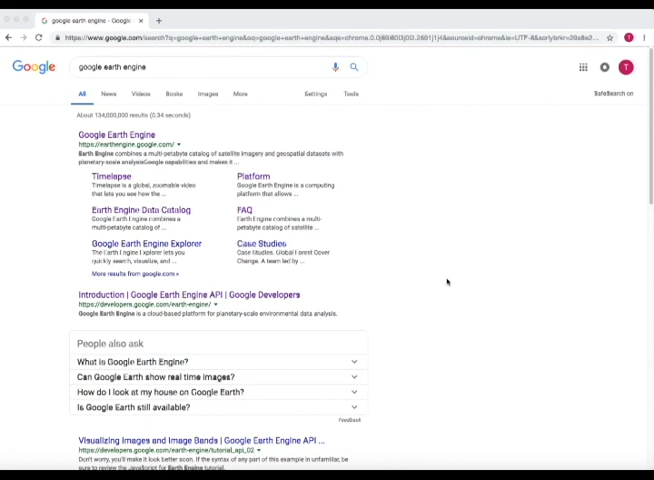 google earth engine - Google
https://www.google.com/search?q=google+earth+engine&oq=google+earth+engine&aqs=chrome.0.
T
Google
google earth engine
T
All News Videos Books Images More Settings Tools
SafeSearch on
About 134,000,000 results (0.34 seconds)
Google Earth Engine
https://earthengine.google.com/
Earth Engine combines a multi-petabyte catalog of satellite imagery and geospatial datasets with
planetary-scale analysisGoogle capabilities and makes it ...
Timelapse
Timelapse is a global, zoomable video
that lets you see how the ...
Platform
Google Earth Engine is a computing
platform that allows ...
Earth Engine Data Catalog
Google Earth Engine combines a
multi-petabyte catalog of ...
FAQ
Earth Engine combines a multi-
petabyte catalog of satellite ...
Google Earth Engine Explorer
The Earth Engine Explorer lets you
quickly search, visualize, and ...
Case Studies
Case Studies. Global Forest Cover
Change. A team led by ...
More results from google.com »
Introduction | Google Earth Engine API | Google Developers
https://developers.google.com/earth-engine/
Google Earth Engine is a cloud-based platform for planetary-scale environmental data analysis.
People also ask
What is Google Earth Engine?
Can Google Earth show real time images?
How do I look at my house on Google Earth?
Is Google Earth still available?
Feedback
Visualizing Images and Image Bands | Google Earth Engine API ...
https://developers.google.com/earth-engine/tutorial_api_02
Don't worry, you'll make it look better soon. If the syntax of any part of this example in unfamiliar, be
sure to review the JavaScript for Earth Engine tutorial.